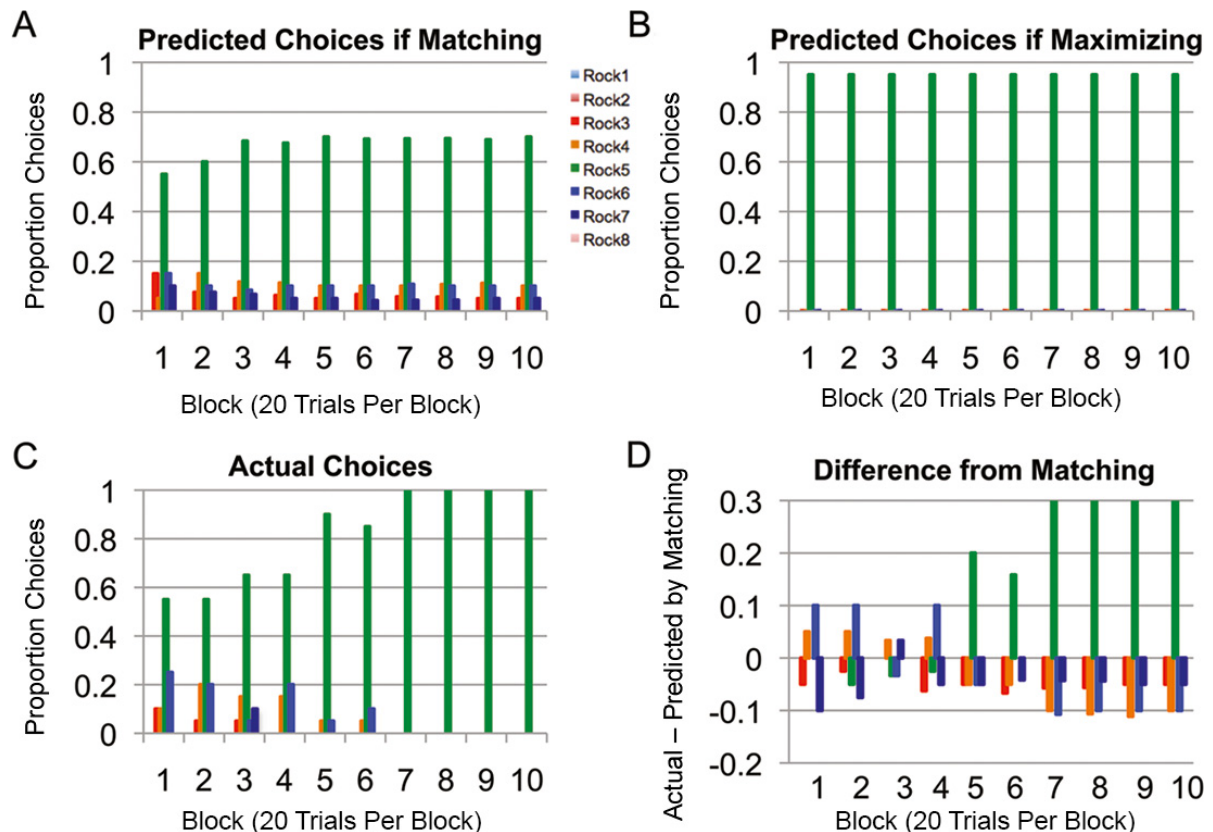 A
Predicted Choices if Matching
Proportion Choices
1
0.8
0.6
0.4
0.2
0
1 2 3 4 5 6 7 8 9 10
Block (20 Trials Per Block)
Rock1
Rock2
Rock3
Rock4
Rock5
Rock6
Rock7
Rock8
B
Predicted Choices if Maximizing
Proportion Choices
1
0.8
0.6
0.4
0.2
0
1 2 3 4 5 6 7 8 9 10
Block (20 Trials Per Block)
C
Actual Choices
Proportion Choices
1
0.8
0.6
0.4
0.2
0
1 2 3 4 5 6 7 8 9 10
Block (20 Trials Per Block)
D
Difference from Matching
Actual – Predicted by Matching
0.3
0.2
0.1
0
-0.1
-0.2
1 2 3 4 5 6 7 8 9 10
Block (20 Trials Per Block)